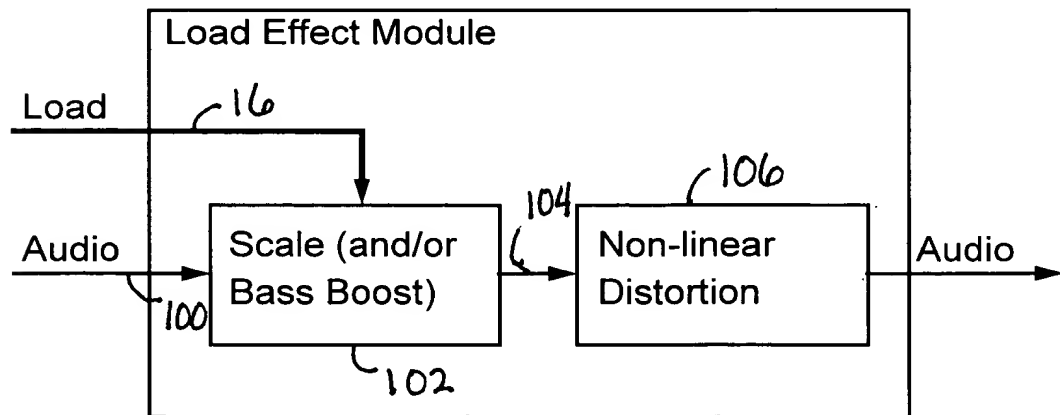 Load Effect Module
Load
16
104
106
Audio
Scale (and/or
Bass Boost)
Non-linear
Distortion
Audio
100
102